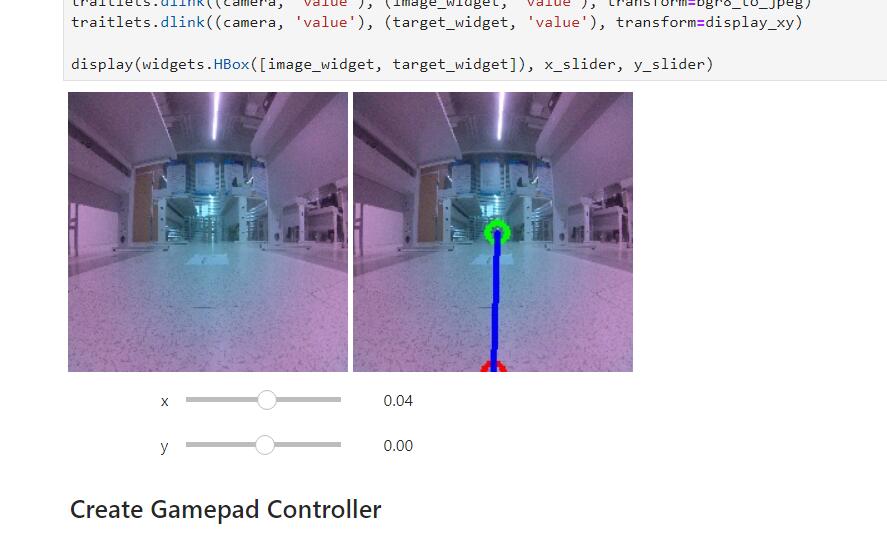 traitlets.dlink((camera, 'value'), (image_widget, 'value'), transform=bgr8_to_jpeg)
traitlets.dlink((camera, 'value'), (target_widget, 'value'), transform=display_xy)
display(widgets.HBox([image_widget, target_widget]), x_slider, y_slider)
x 0.04
y 0.00
Create Gamepad Controller